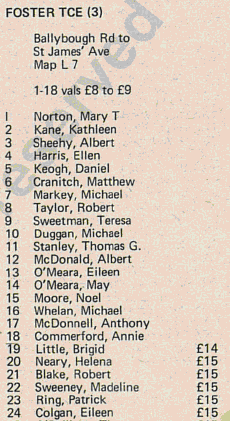 FOSTER TCE (3)
Ballybough Rd to
St James' Ave
Map L 7
1-18 vals £8 to £9
I Norton, Mary T
2 Kane, Kathleen
3 Sheehy, Albert
4 Harris, Ellen
5 Keogh, Daniel
6 Cranitch, Matthew
7 Markey, Michael
8 Taylor, Robert
9 Sweetman, Teresa
10 Duggan, Michael
11 Stanley, Thomas G.
12 McDonald, Albert
13 O'Meara, Eileen
14 O'Meara, May
15 Moore, Noel
16 Whelan, Michael
17 McDonnell, Anthony
18 Commerford, Annie
19 Little, Brigid £14
20 Neary, Helena £15
21 Blake, Robert £15
22 Sweeney, Madeline £15
23 Ring, Patrick £15
24 Colgan, Eileen £15